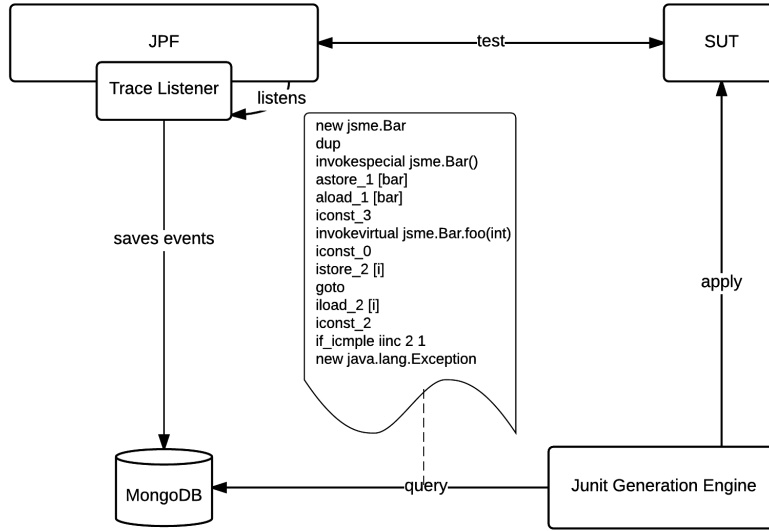 JPF
test
SUT
Trace Listener
listens
new jsme.Bar
dup
invokespecial jsme.Bar()
astore_1 [bar]
aload_1 [bar]
iconst_3
invokevirtual jsme.Bar.foo(int)
iconst_0
istore_2 [i]
goto
iload_2 [i]
iconst_2
if_icmple iinc 2 1
new java.lang.Exception
saves events
apply
MongoDB
query
Junit Generation Engine